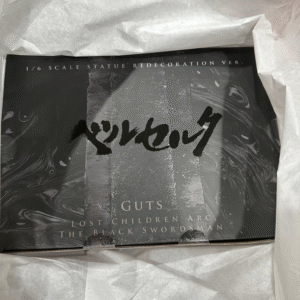 1/6 SCALE STATUE REDECORATION VER.
ベルセルク
GUTS
LOST CHILDREN ARC
THE BLACK SWORDSMAN